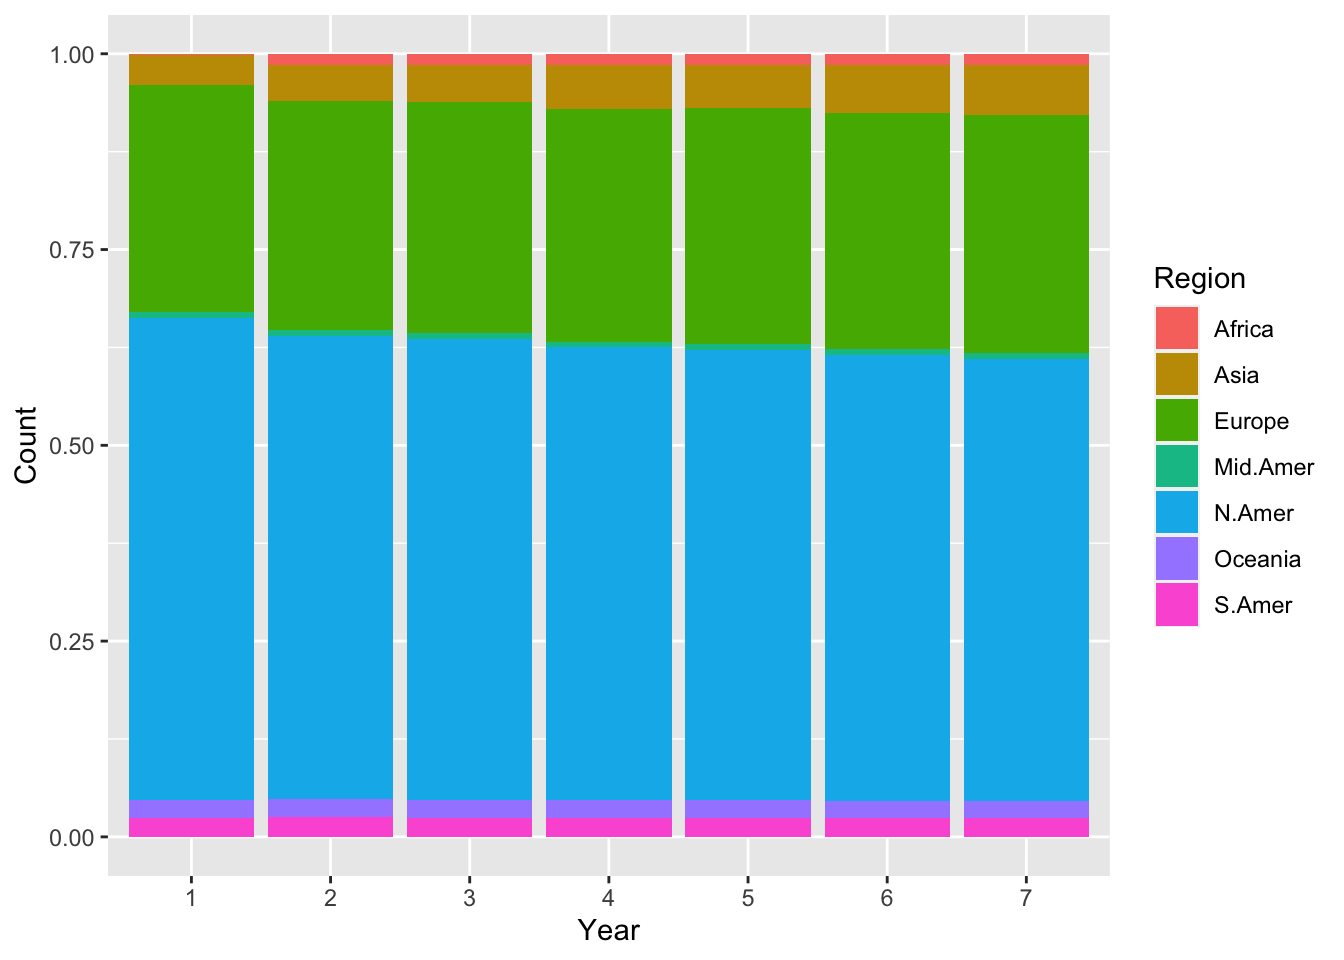 1.00
0.75
0.50
0.25
0.00
Count
1 2 3 4 5 6 7
Year
Region
Africa
Asia
Europe
Mid.Amer
N.Amer
Oceania
S.Amer